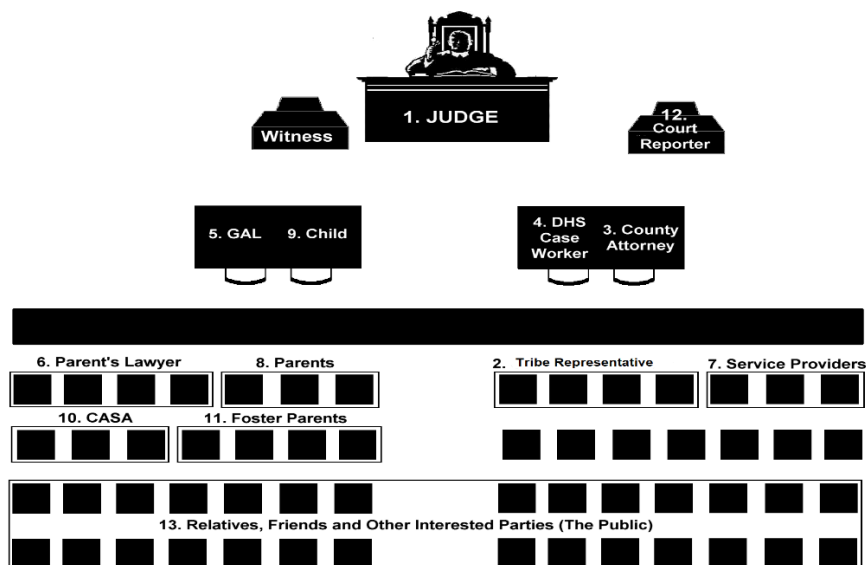 1. JUDGE
Witness
12.
Court
Reporter
5. GAL 9. Child
4. DHS
Case
Worker
3. County
Attorney
6. Parent's Lawyer 8. Parents 2. Tribe Representative 7. Service Providers
10. CASA 11. Foster Parents
13. Relatives, Friends and Other Interested Parties (The Public)